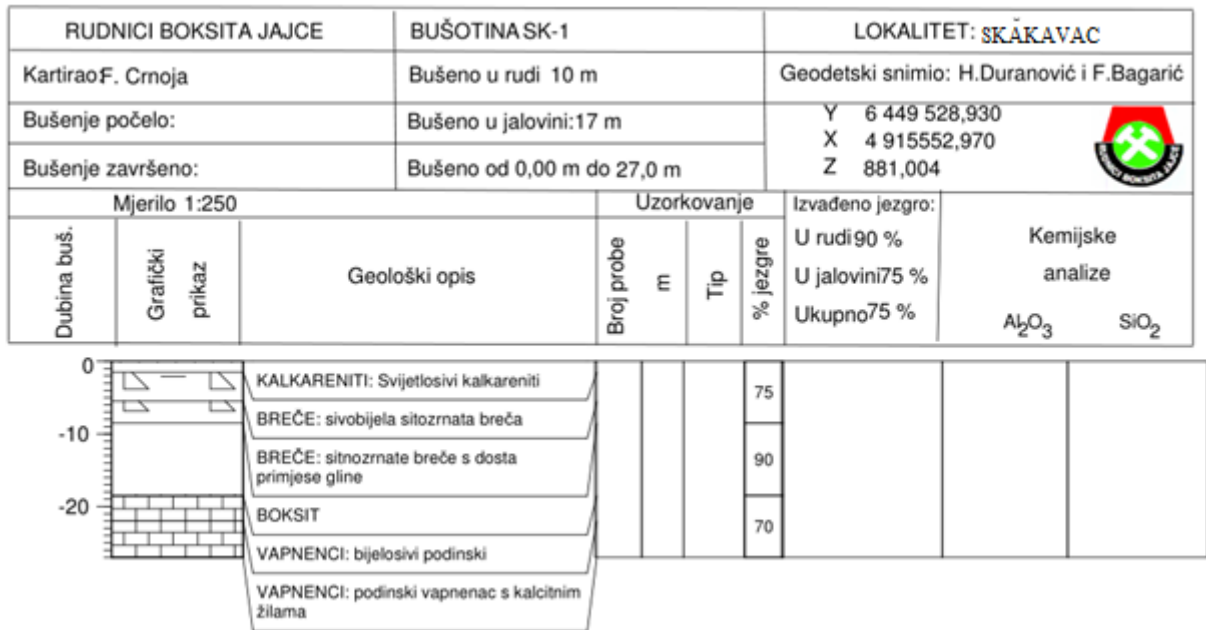 RUDNICI BOKSITA JAJCE
BUŠOTINA SK-1
LOKALITET: SKAKAVAC
Kartirao:F. Crnoja
Bušeno u rudi 10 m
Geodetski snimio: H.Duranović i F.Bagarić
Bušenje počelo:
Bušeno u jalovini:17 m
Y 6 449 528,930
X 4 915552,970
Z 881,004
RUDNICI BOKSITA JAJCE
Bušenje završeno:
Bušeno od 0,00 m do 27,0 m
Mjerilo 1:250
Uzorkovanje
Izvađeno jezgro:
U rudi 90 %
U jalovini 75 %
Ukupno 75 %
Kemijske
analize
Al2O3
SiO2
Dubina buš.
Grafički
prikaz
Geološki opis
Broj probe
m
Tip
% jezgre
0
-10
-20
KALKARENITI: Svijetlosivi kalkareniti
BREČE: sivobijela sitozrnata breča
BREČE: sitnozrnate breče s dosta
primjese gline
BOKSIT
VAPNENCI: bijelosivi podinski
VAPNENCI: podinski vapnenac s kalcitnim
žilama
75
90
70